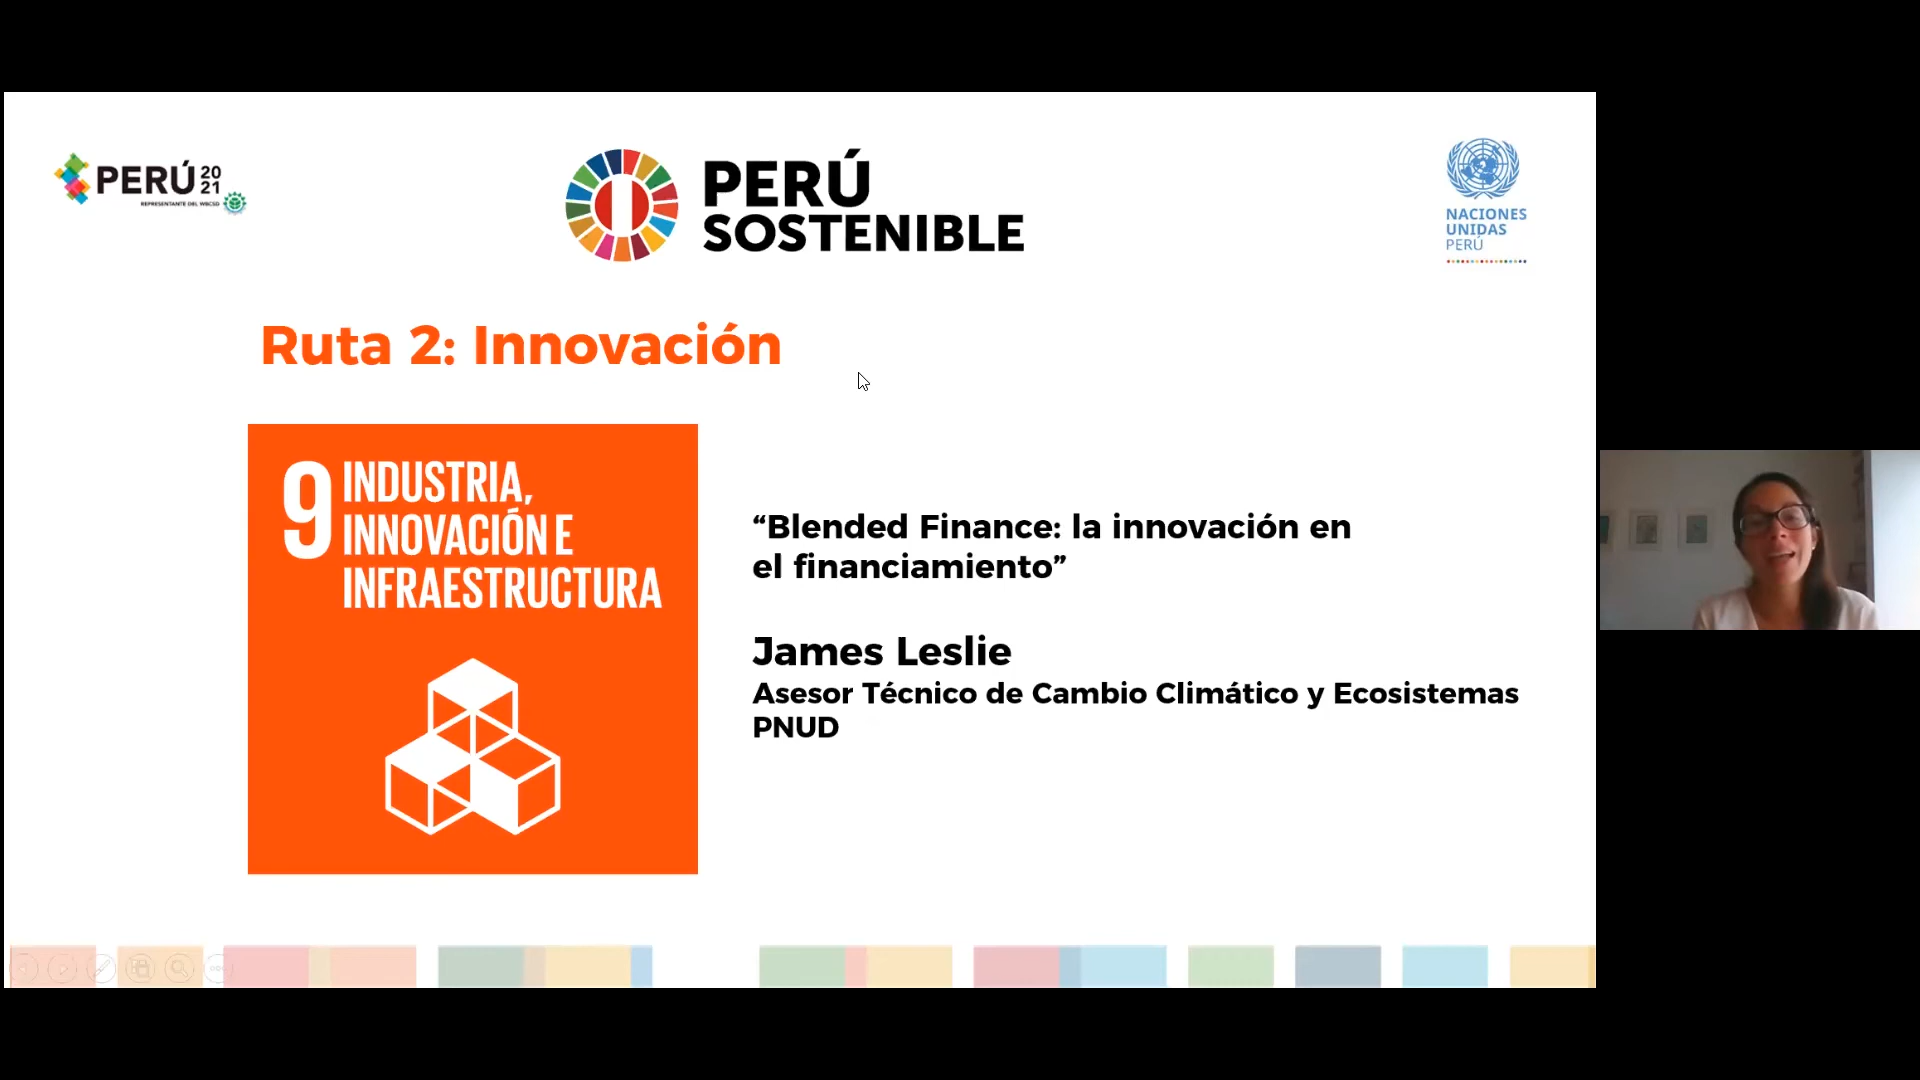 PERÚ 20
21
REPRESENTANTE DEL WBCSD
PERÚ
SOSTENIBLE
NACIONES
UNIDAS
PERÚ
Ruta 2: Innovación
9 INDUSTRIA,
INNOVACIÓN E
INFRAESTRUCTURA
“Blended Finance: la innovación en
el financiamiento”
James Leslie
Asesor Técnico de Cambio Climático y Ecosistemas
PNUD